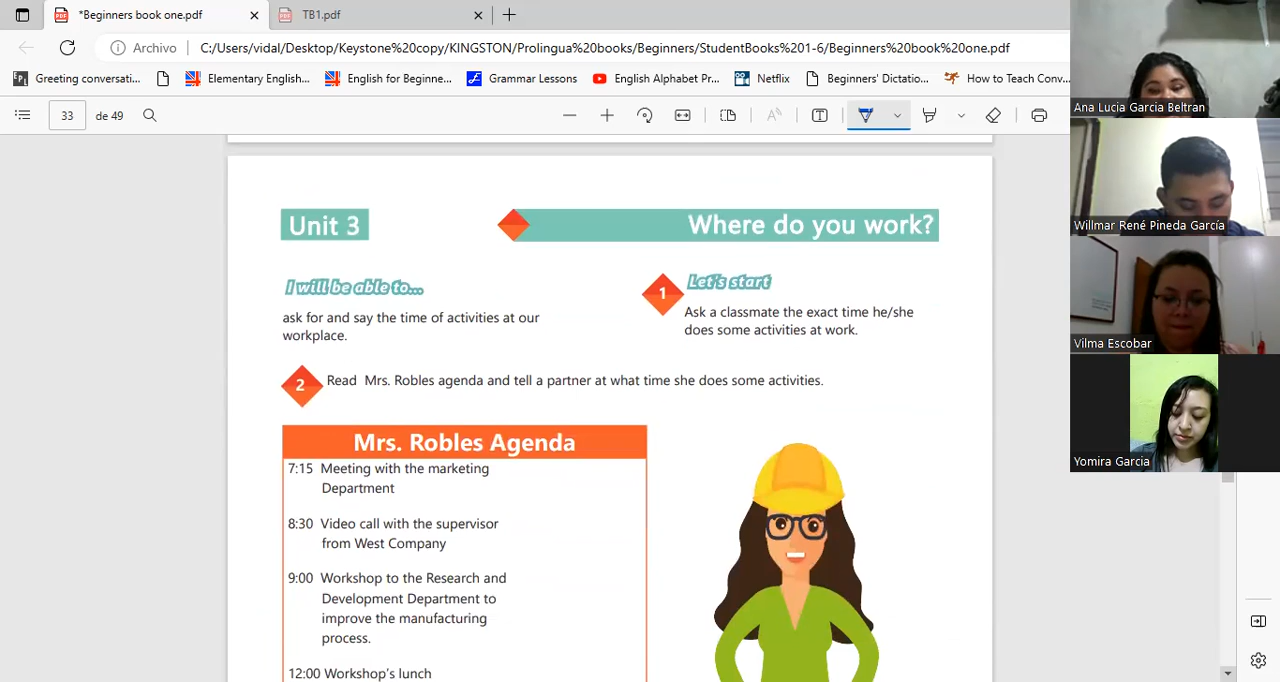 *Beginners book one.pdf
TB1.pdf
Archivo
C:/Users/vidal/Desktop/Keystone%20copy/KINGSTON/Prolingua%20books/Beginners/StudentBooks%201-6/Beginners%20book%20one.pdf
Greeting conversati...
Elementary English...
English for Beginne...
Grammar Lessons
English Alphabet Pr...
Netflix
Beginners' Dictatio...
How to Teach Conv...
33 de 49
Unit 3
Where do you work?
I will be able to...
ask for and say the time of activities at our
workplace.
1 Let's start
Ask a classmate the exact time he/she
does some activities at work.
2 Read Mrs. Robles agenda and tell a partner at what time she does some activities.
Mrs. Robles Agenda
7:15 Meeting with the marketing
Department
8:30 Video call with the supervisor
from West Company
9:00 Workshop to the Research and
Development Department to
improve the manufacturing
process.
12:00 Workshop's lunch
Ana Lucia Garcia Beltran
Willmar René Pineda García
Vilma Escobar
Yomira Garcia